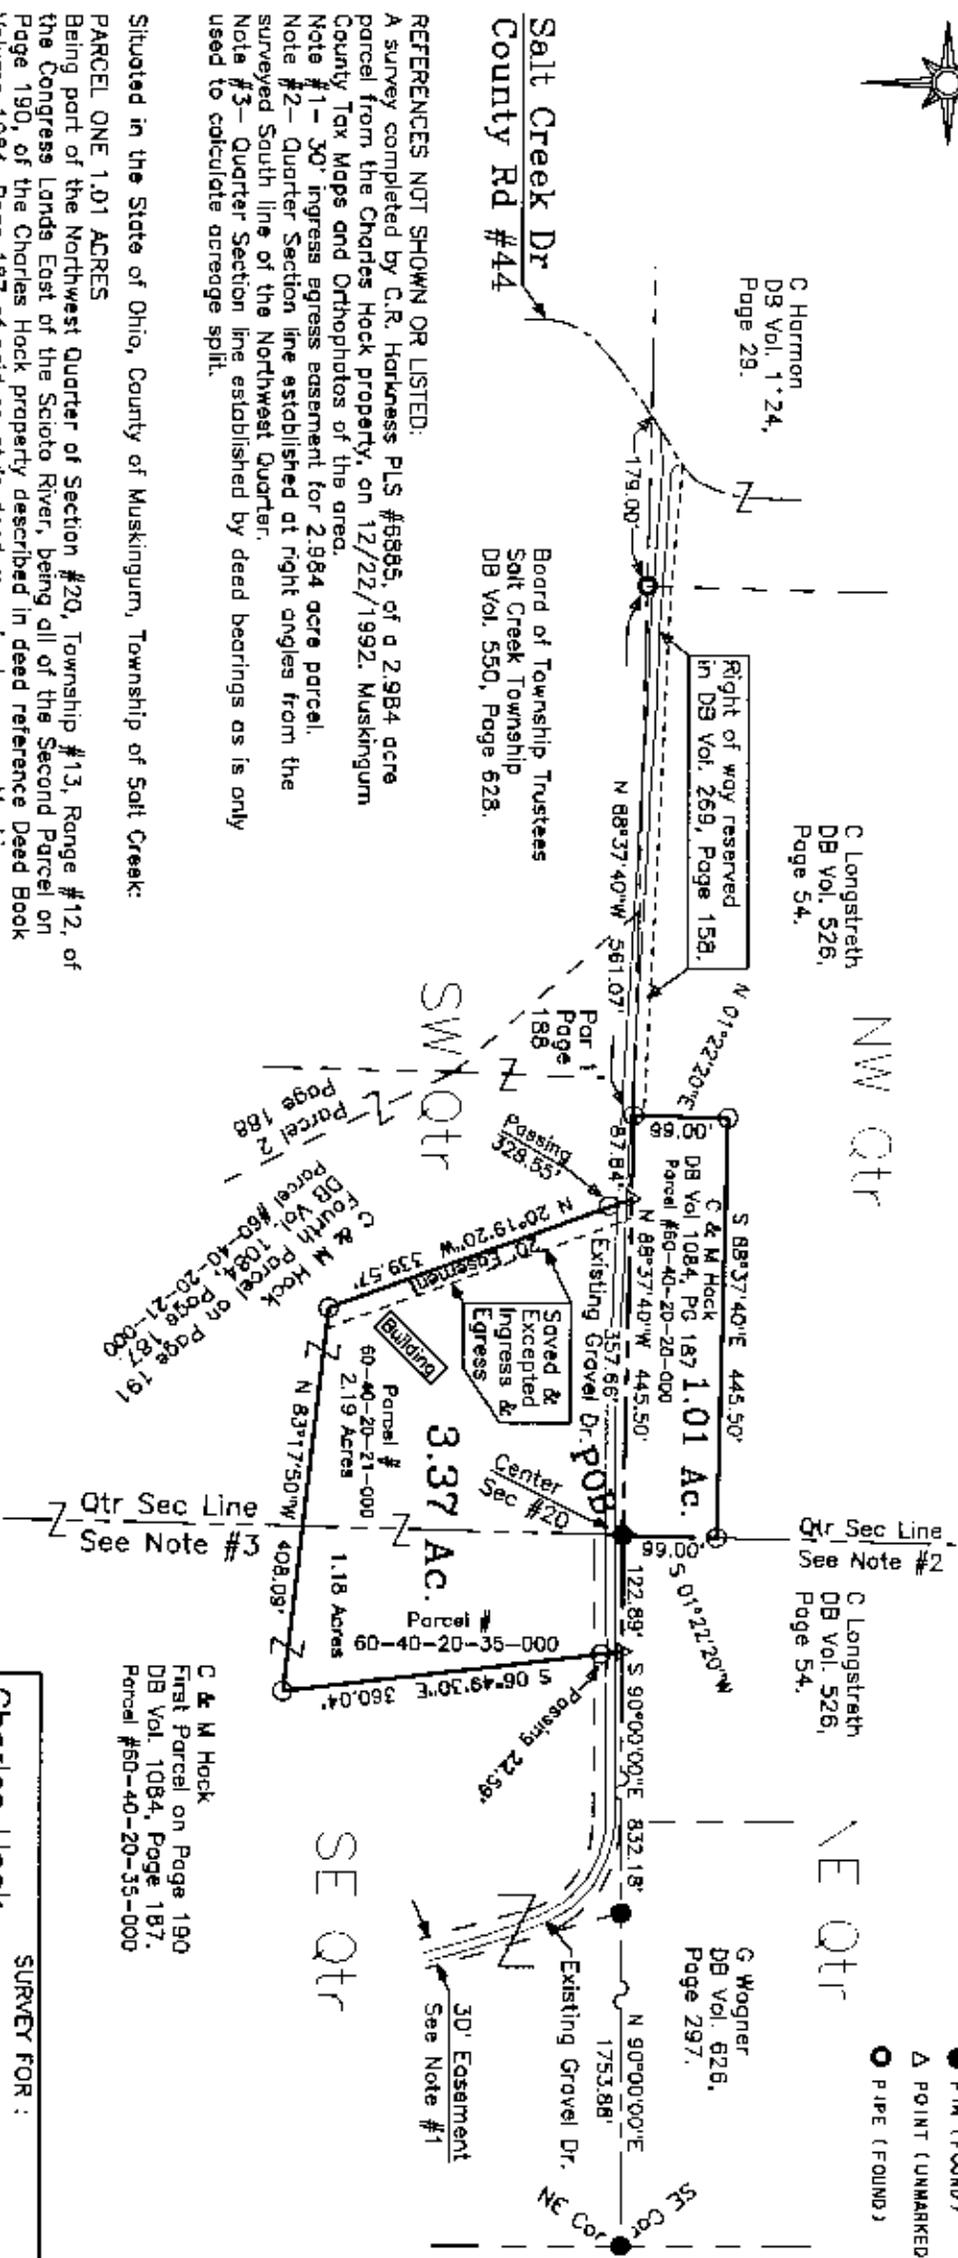 Salt Creek Dr
County Rd #44
C Harmon
Page 29.
179.00'
Board of Township Trustees
Salt Creek Township
DB Vol. 550, Page 628.
Right of way reserved
in DB Vol. 269, Page 158.
C Longstreth
DB Vol. 526,
Page 54.
NW Qtr
N 88°37'40"W 561.07
N 01°22'20"E
99.00'
Par 1
Page
188
87.84'
SW Qtr
Parcel 2
Page 188
Passing
329.55'
S 88°37'40"E 445.50'
C & M Hock
DB Vol 1084, PG 187
Parcel #60-40-20-28-000
1.01 Ac.
N 88°37'40"W 445.50'
357.66'
Existing Gravel Dr.
POB
Center
Sec #20
99.00'
S 01°22'20"W
Qtr Sec Line
See Note #2
N 20°19'20"W 339.57'
20' Easement
Saved &
Excepted
Ingress &
Egress
Building
C & M Hock
Fourth Parcel on Page 191
DB Vol. 1084, Page 187.
Parcel #60-40-20-21-000
Parcel #
60-40-20-21-000
2.19 Acres
3.37 Ac.
N 83°17'50"W 408.09'
Qtr Sec Line
See Note #3
1.18 Acres
Parcel #
60-40-20-35-000
S 06°49'30"E 360.04'
Passing 22.59'
122.89'
S 90°00'00"E 832.18'
C Longstreth
DB Vol. 526,
Page 54.
NE Qtr
SE Qtr
C & M Hock
First Parcel on Page 190
DB Vol. 1084, Page 187.
Parcel #60-40-20-35-000
G Wagner
DB Vol. 626,
Page 297.
N 90°00'00"E
1753.88'
Existing Gravel Dr.
30' Easement
See Note #1
SE Cor
NE Cor
PIN (FOUND)
POINT (UNMARKED
PIPE (FOUND)
REFERENCES NOT SHOWN OR LISTED:
A survey completed by C.R. Harkness PLS #6885, of a 2.984 acre
parcel from the Charles Hock property, on 12/22/1992. Muskingum
County Tax Maps and Orthophotos of the area.
Note #1- 30' ingress egress easement for 2.984 acre parcel.
Note #2- Quarter Section line established at right angles from the
surveyed South line of the Northwest Quarter.
Note #3- Quarter Section line established by deed bearings as is only
used to calculate acreage split.
Situated in the State of Ohio, County of Muskingum, Township of Salt Creek:
PARCEL ONE 1.01 ACRES
Being part of the Northwest Quarter of Section #20, Township #13, Range #12, of
the Congress Lands East of the Scioto River, being all of the Second Parcel on
Page 190, of the Charles Hock property described in deed reference Deed Book
SURVEY FOR :
Charles Hock